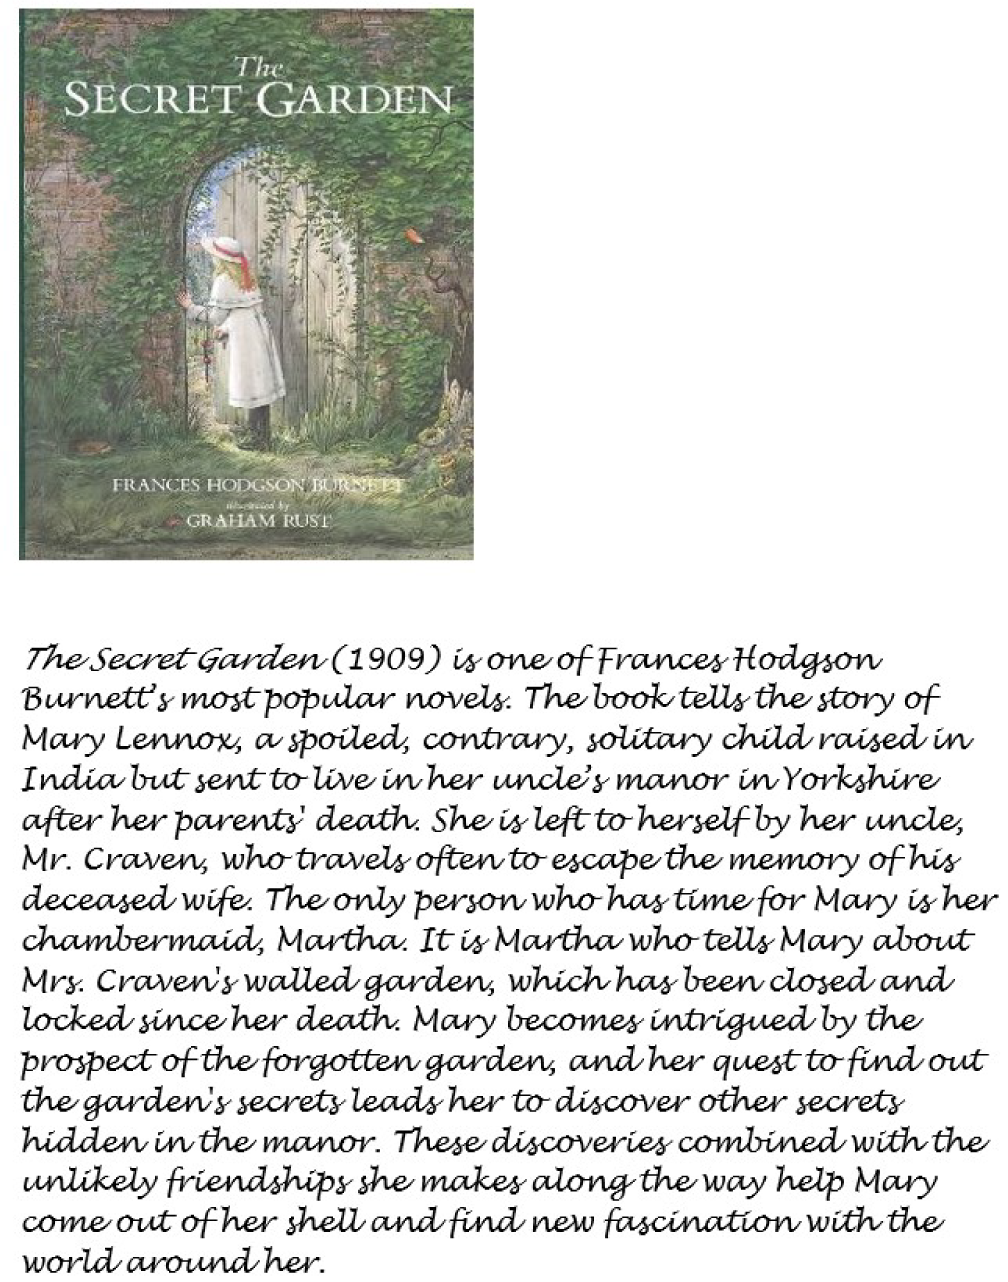 The
SECRET GARDEN
FRANCES HODGSON BURNETT
illustrated by
GRAHAM RUST
The Secret Garden (1909) is one of Frances Hodgson
Burnett’s most popular novels. The book tells the story of
Mary Lennox, a spoiled, contrary, solitary child raised in
India but sent to live in her uncle’s manor in Yorkshire
after her parents' death. She is left to herself by her uncle,
Mr. Craven, who travels often to escape the memory of his
deceased wife. The only person who has time for Mary is her
chambermaid, Martha. It is Martha who tells Mary about
Mrs. Craven's walled garden, which has been closed and
locked since her death. Mary becomes intrigued by the
prospect of the forgotten garden, and her quest to find out
the garden's secrets leads her to discover other secrets
hidden in the manor. These discoveries combined with the
unlikely friendships she makes along the way help Mary
come out of her shell and find new fascination with the
world around her.